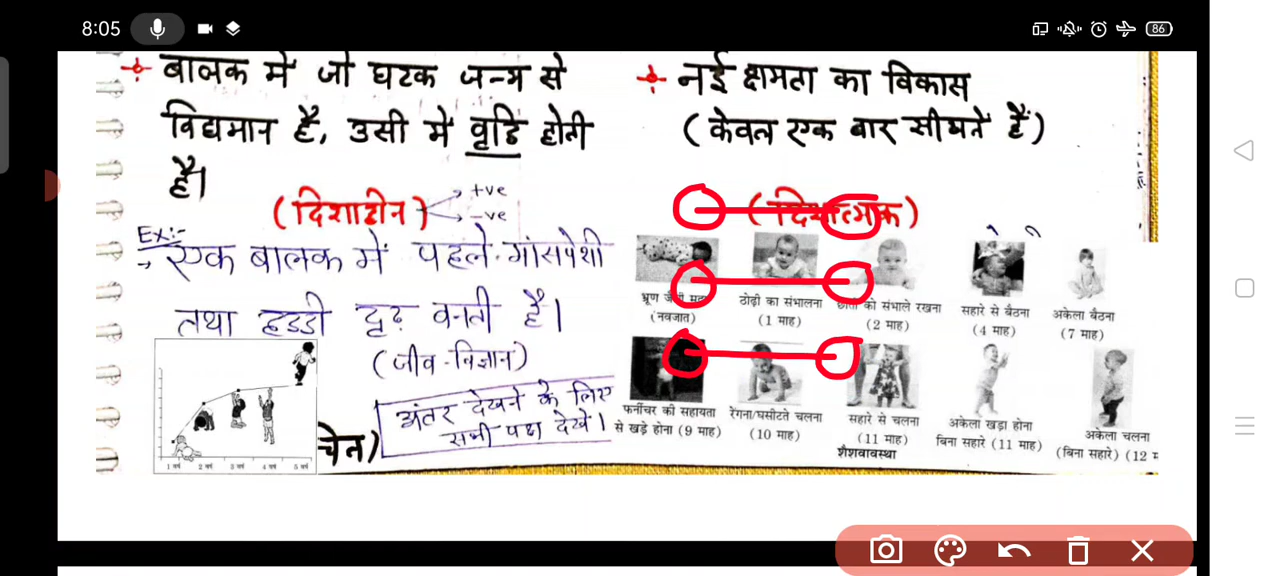 8:05
86
बालक में जो घटक जन्म से
विद्यमान है, उसी में वृद्धि होती
है।
(दिशाहीन)
+ve
-ve
Ex:-
एक बालक में पहले मांसपेशी
तथा हड्डी दृढ़ बनती है।
(जीव-विज्ञान)
अंतर देखने के लिए
सभी पक्ष देखें।
चेन)
1 वर्ष 2 वर्ष 3 वर्ष 4 वर्ष 5 वर्ष
नई क्षमता का विकास
(केवल एक बार सीखते हैं)
(दिशात्मक)
भ्रूण
(नवजात)
ठोढ़ी का संभालना
(1 माह)
को संभाले रखना
(2 माह)
सहारे से बैठना
(4 माह)
अकेला बैठना
(7 माह)
फर्नीचर की सहायता
से खड़े होना (9 माह)
रेंगना/घसीटते चलना
(10 माह)
सहारे से चलना
(11 माह)
अकेला खड़ा होना
बिना सहारे (11 माह)
अकेला चलना
(बिना सहारे) (12
शैशवावस्था